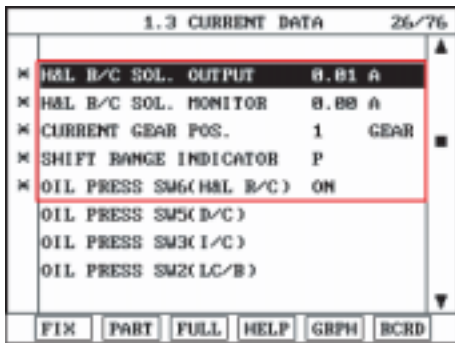 1.3 CURRENT DATA 26/76
* H&L R/C SOL. OUTPUT 0.01 A
* H&L R/C SOL. MONITOR 0.00 A
* CURRENT GEAR POS. 1 GEAR
* SHIFT RANGE INDICATOR P
* OIL PRESS SW6(H&L R/C) ON
OIL PRESS SW5(D/C)
OIL PRESS SW3(I/C)
OIL PRESS SW2(LC/B)
FIX PART FULL HELP GRPH RCRD